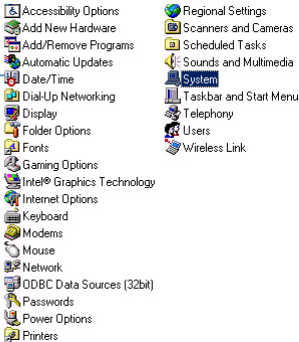 Accessibility Options
Add New Hardware
Add/Remove Programs
Automatic Updates
Date/Time
Dial-Up Networking
Display
Folder Options
Fonts
Gaming Options
Intel® Graphics Technology
Internet Options
Keyboard
Modems
Mouse
Network
ODBC Data Sources (32bit)
Passwords
Power Options
Printers
Regional Settings
Scanners and Cameras
Scheduled Tasks
Sounds and Multimedia
System
Taskbar and Start Menu
Telephony
Users
Wireless Link